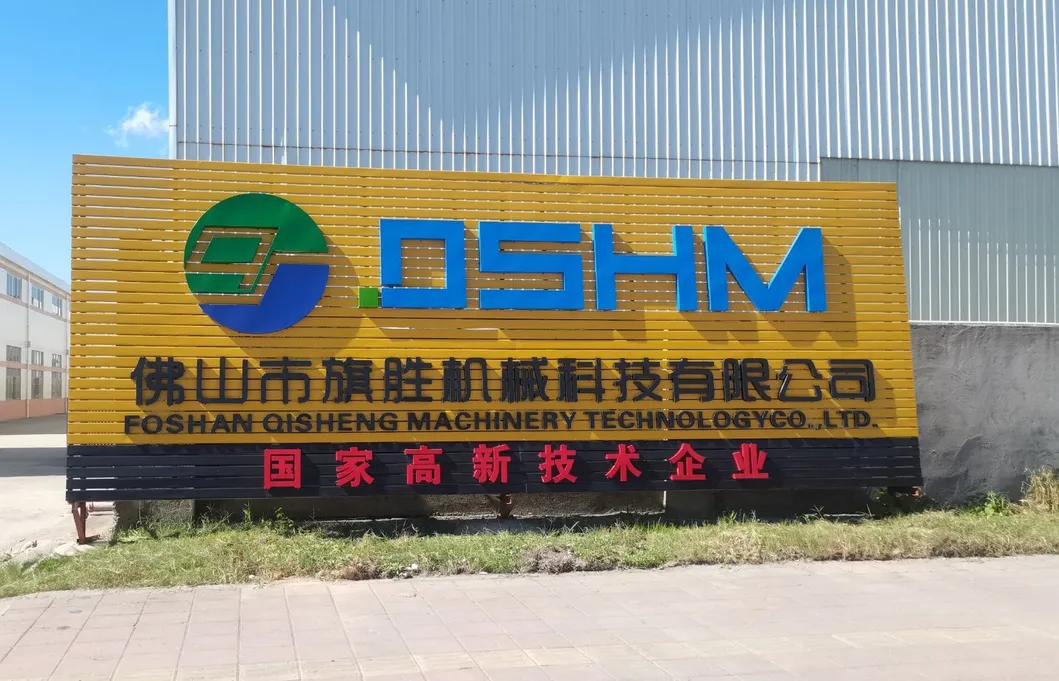 QSHM
佛山市旗胜机械科技有限公司
FOSHAN QISHENG MACHINERY TECHNOLOGYCO.,LTD.
国家高新技术企业